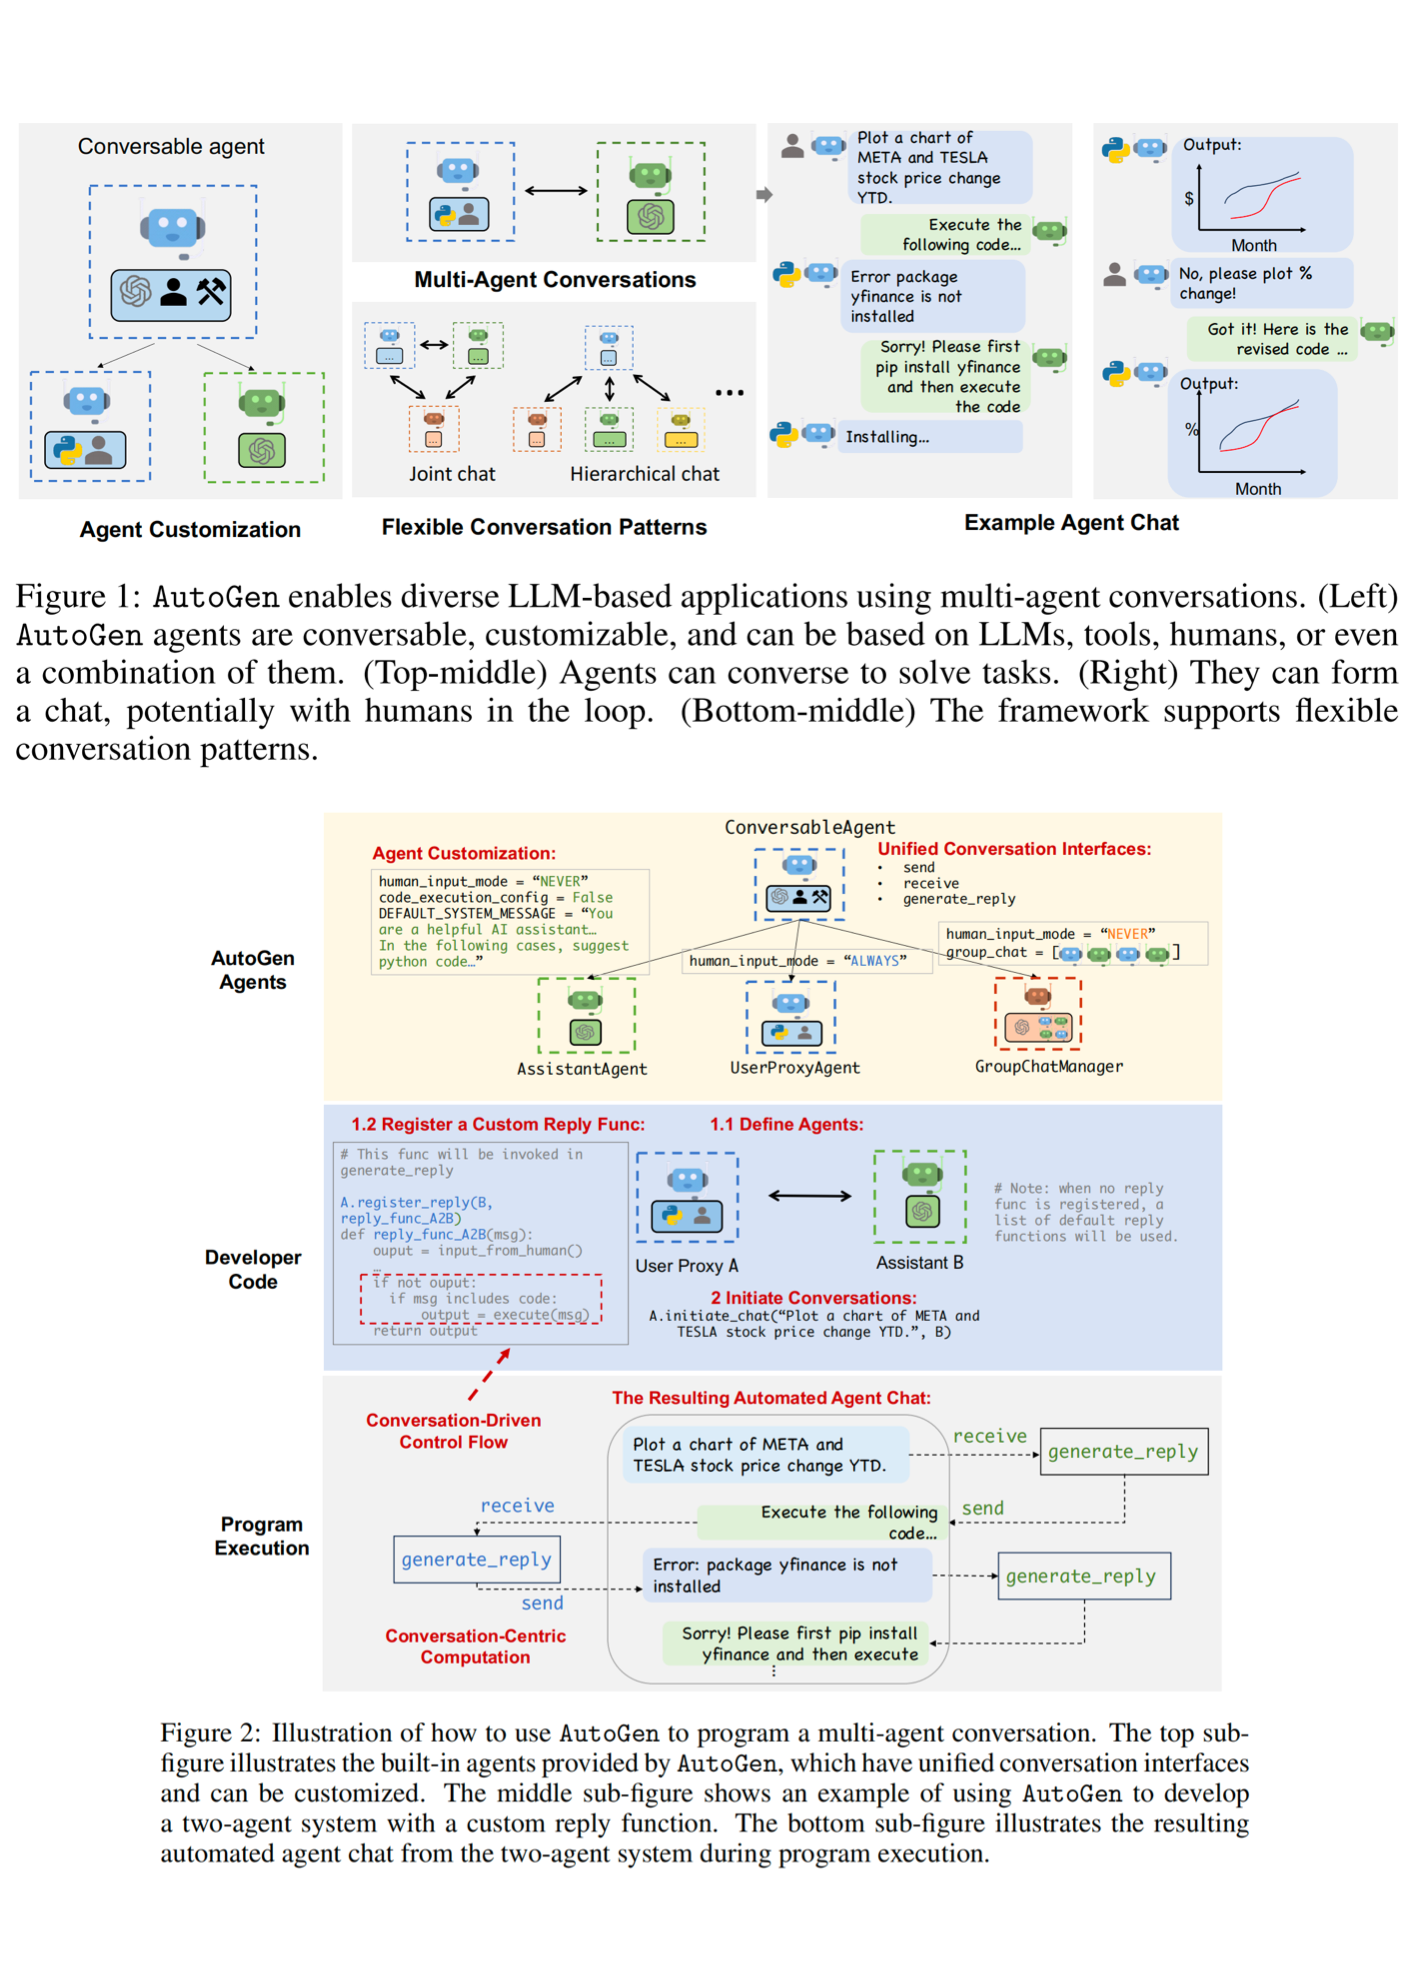 Conversable agent
Agent Customization
Multi-Agent Conversations
...
...
...
Joint chat
...
...
...
...
Hierarchical chat
...
Flexible Conversation Patterns
Plot a chart of
META and TESLA
stock price change
YTD.
Execute the
following code...
Error package
yfinance is not
installed
Sorry! Please first
pip install yfinance
and then execute
the code
Installing...
Output:
$
Month
No, please plot %
change!
Got it! Here is the
revised code ...
Output:
%
Month
Example Agent Chat
Figure 1: AutoGen enables diverse LLM-based applications using multi-agent conversations. (Left)
AutoGen agents are conversable, customizable, and can be based on LLMs, tools, humans, or even
a combination of them. (Top-middle) Agents can converse to solve tasks. (Right) They can form
a chat, potentially with humans in the loop. (Bottom-middle) The framework supports flexible
conversation patterns.
AutoGen
Agents
ConversableAgent
Agent Customization:
human_input_mode = “NEVER”
code_execution_config = False
DEFAULT_SYSTEM_MESSAGE = “You
are a helpful AI assistant…
In the following cases, suggest
python code…”
Unified Conversation Interfaces:
• send
• receive
• generate_reply
human_input_mode = “ALWAYS”
human_input_mode = “NEVER”
group_chat = [ ]
AssistantAgent
UserProxyAgent
GroupChatManager
Developer
Code
1.2 Register a Custom Reply Func:
# This func will be invoked in
generate_reply
A.register_reply(B,
reply_func_A2B)
def reply_func_A2B(msg):
ouput = input_from_human()
…
if not ouput:
if msg includes code:
output = execute(msg)
return output
1.1 Define Agents:
User Proxy A
Assistant B
# Note: when no reply
func is registered, a
list of default reply
functions will be used.
2 Initiate Conversations:
A.initiate_chat(“Plot a chart of META and
TESLA stock price change YTD.”, B)
Program
Execution
Conversation-Driven
Control Flow
The Resulting Automated Agent Chat:
Plot a chart of META and
TESLA stock price change YTD.
receive
generate_reply
send
Execute the following
code…
receive
generate_reply
send
Error: package yfinance is not
installed
generate_reply
Sorry! Please first pip install
yfinance and then execute
⋮
Conversation-Centric
Computation
Figure 2: Illustration of how to use AutoGen to program a multi-agent conversation. The top sub-
figure illustrates the built-in agents provided by AutoGen, which have unified conversation interfaces
and can be customized. The middle sub-figure shows an example of using AutoGen to develop
a two-agent system with a custom reply function. The bottom sub-figure illustrates the resulting
automated agent chat from the two-agent system during program execution.